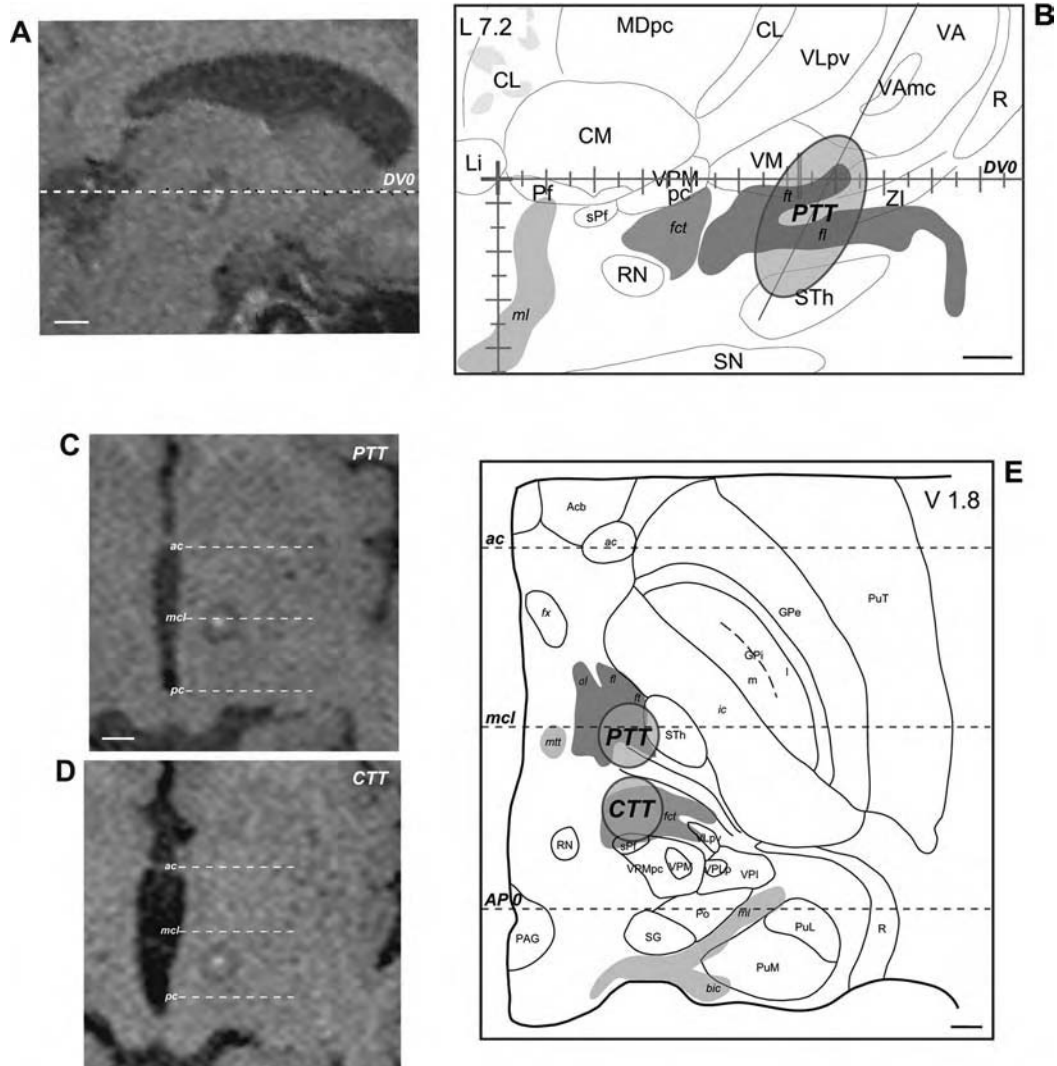 A
DV0
B
L 7.2
MDpc
CL
VLpv
VA
CL
VAmc
R
CM
Li
VM
DV0
VPM
Pf
pc
ft
ZI
sPf
PTT
fct
fl
RN
STh
ml
SN
C
PTT
ac
mcl
pc
D
CTT
ac
mcl
pc
E
V 1.8
Acb
ac
ac
fx
GPe
PuT
GPi
l
m
al
fl
ft
ic
mcl
PTT
STh
mtt
CTT
fct
RN
sPf
VLpv
VPMpc
VPM
VPLp
VPI
AP 0
Po
ml
PAG
SG
PuL
R
PuM
bic